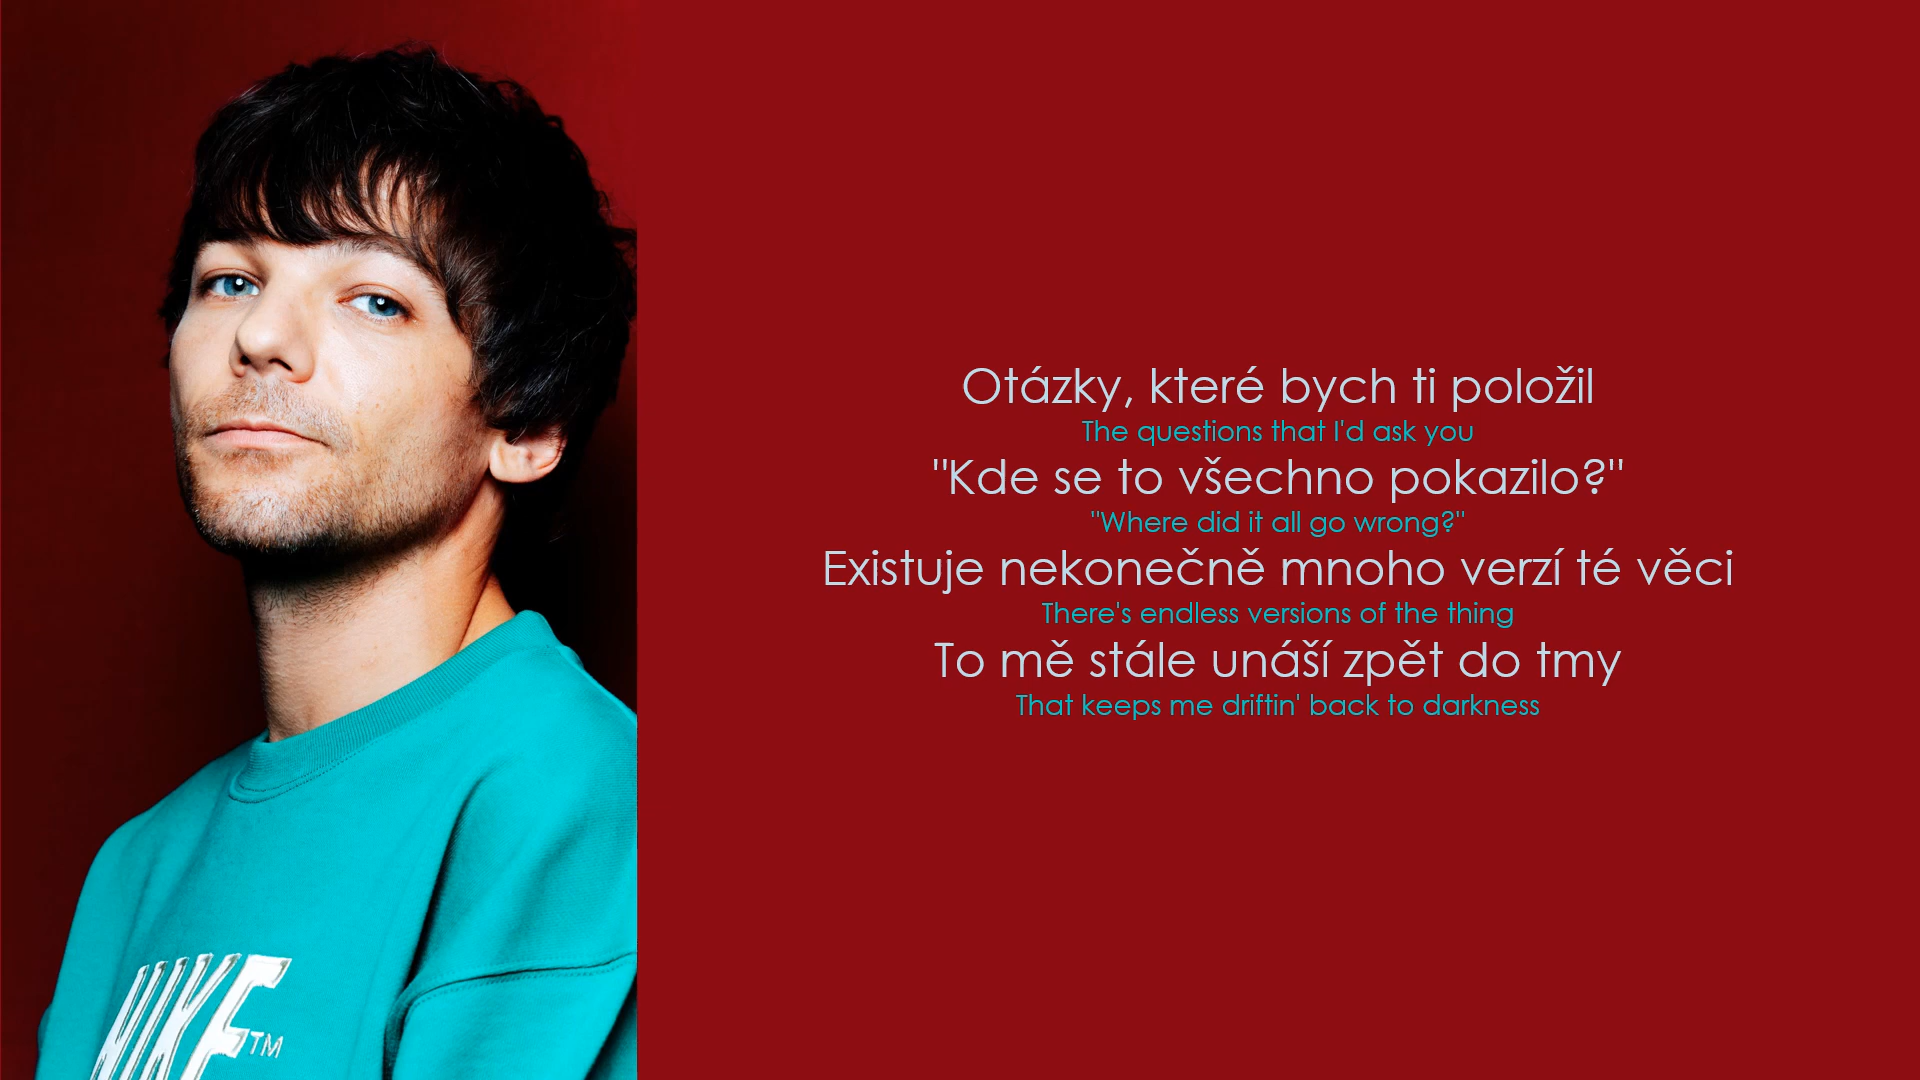 Otázky, které bych ti položil
The questions that I'd ask you
"Kde se to všechno pokazilo?"
"Where did it all go wrong?"
Existuje nekonečně mnoho verzí té věci
There's endless versions of the thing
To mě stále unáší zpět do tmy
That keeps me driftin' back to darkness
NIKE™